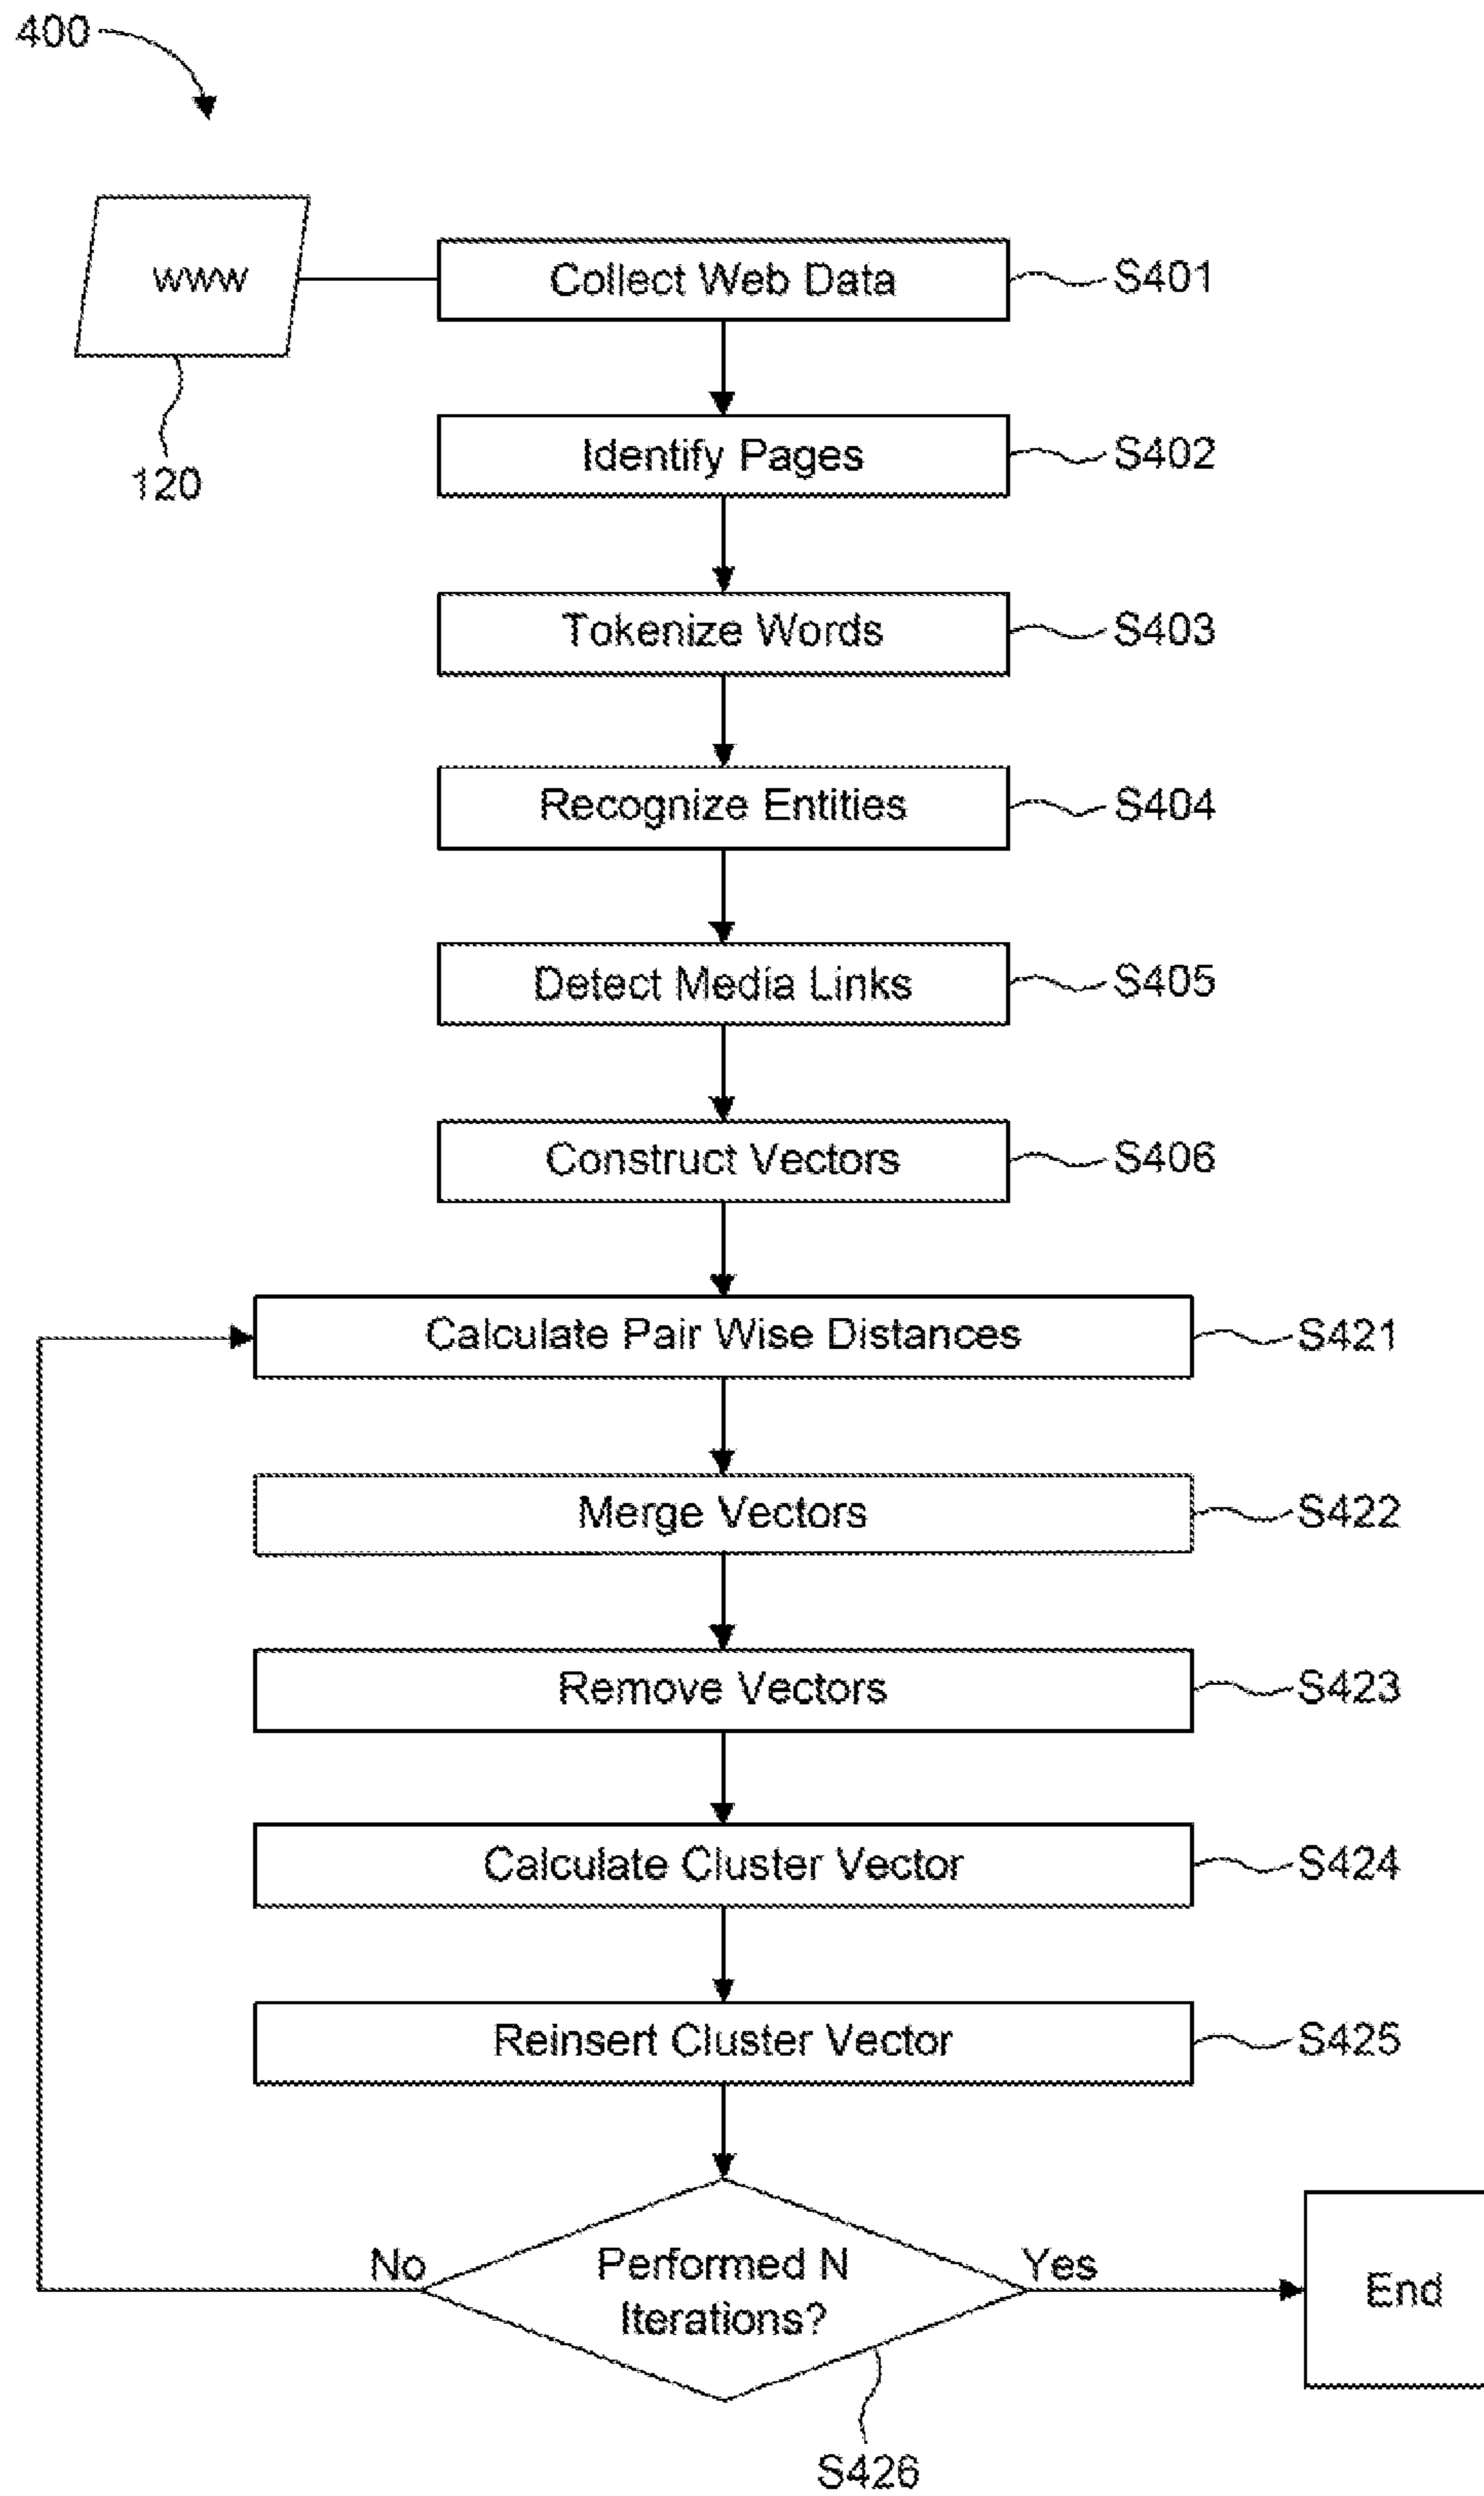 400
www
120
Collect Web Data
S401
Identify Pages
S402
Tokenize Words
S403
Recognize Entities
S404
Detect Media Links
S405
Construct Vectors
S406
Calculate Pair Wise Distances
S421
Merge Vectors
S422
Remove Vectors
S423
Calculate Cluster Vector
S424
Reinsert Cluster Vector
S425
No
Performed N
Iterations?
Yes
End
S426